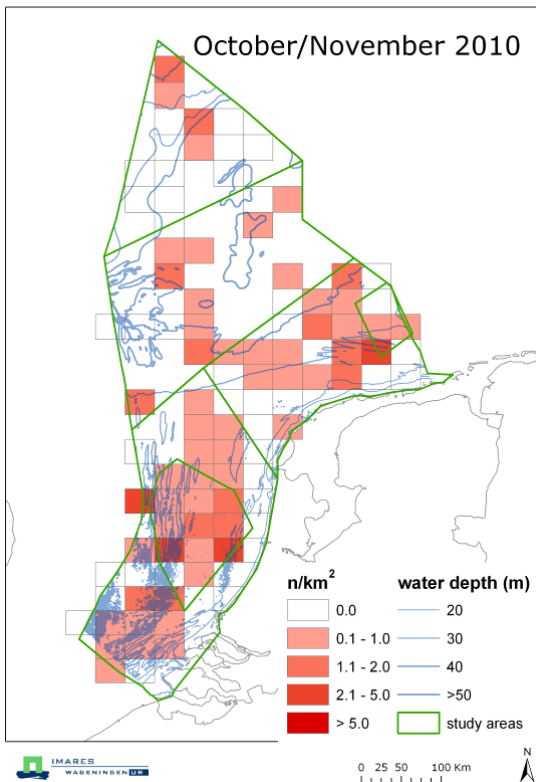 October/November 2010
n/km²
0.0
0.1 - 1.0
1.1 - 2.0
2.1 - 5.0
> 5.0
water depth (m)
20
30
40
>50
study areas
IMARES
WAGENINGEN UR
0 25 50 100 Km
N